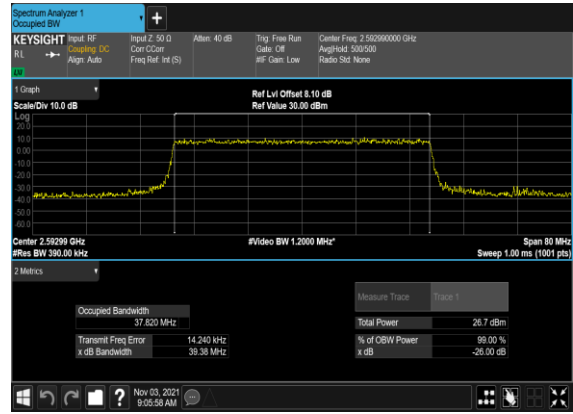 Spectrum Analyzer 1
Occupied BW
+
KEYSIGHT Input: RF Input Z: 50 Ω Atten: 40 dB Trig: Free Run Center Freq: 2.592990000 GHz
RL Coupling: DC Corr CCorr Gate: Off Avg|Hold: 500/500
Align: Auto Freq Ref: Int (S) #IF Gain: Low Radio Std: None
LW
1 Graph
Ref Lvl Offset 8.10 dB
Scale/Div 10.0 dB Ref Value 30.00 dBm
Log
20.0
10.0
0.00
-10.0
-20.0
-30.0
-40.0
-50.0
-60.0
Center 2.59299 GHz #Video BW 1.2000 MHz* Span 80 MHz
#Res BW 390.00 kHz Sweep 1.00 ms (1001 pts)
2 Metrics
Measure Trace Trace 1
Occupied Bandwidth
37.820 MHz Total Power 26.7 dBm
Transmit Freq Error 14.240 kHz % of OBW Power 99.00 %
x dB Bandwidth 39.38 MHz x dB -26.00 dB
? Nov 03, 2021
9:05:58 AM